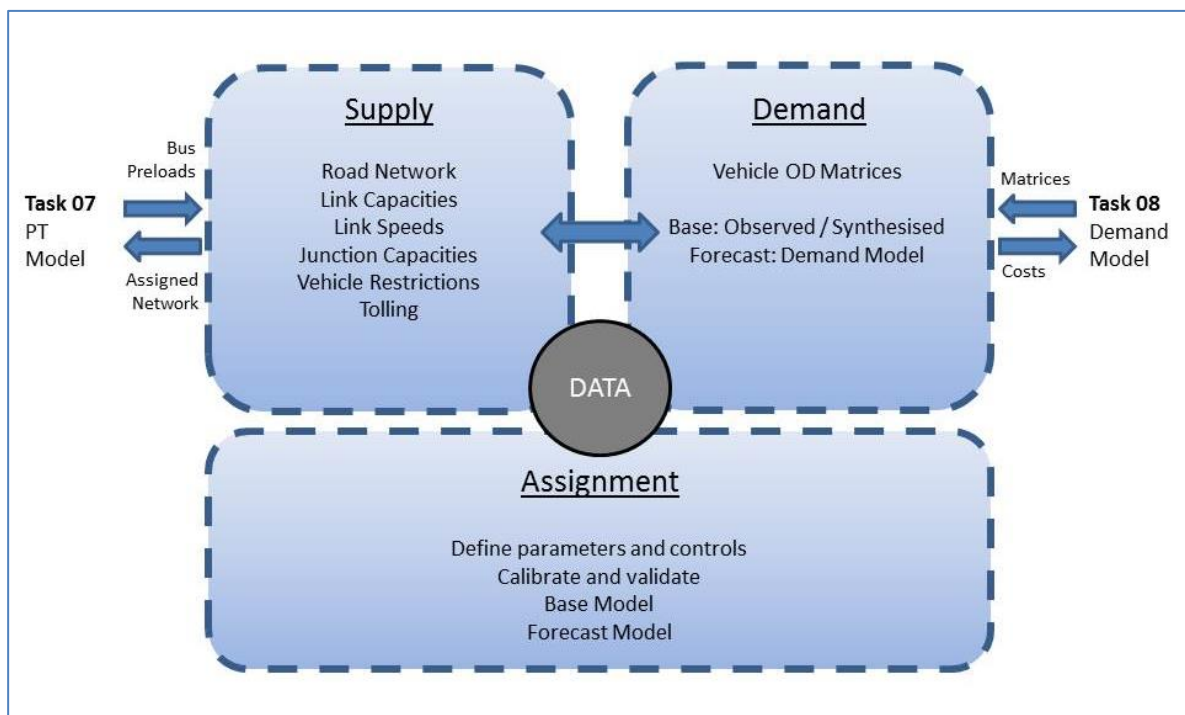 Supply
Road Network
Link Capacities
Link Speeds
Junction Capacities
Vehicle Restrictions
Tolling
Demand
Vehicle OD Matrices
Base: Observed / Synthesised
Forecast: Demand Model
Bus
Preloads
Task 07
PT
Model
Assigned
Network
Matrices
Task 08
Demand
Model
Costs
DATA
Assignment
Define parameters and controls
Calibrate and validate
Base Model
Forecast Model